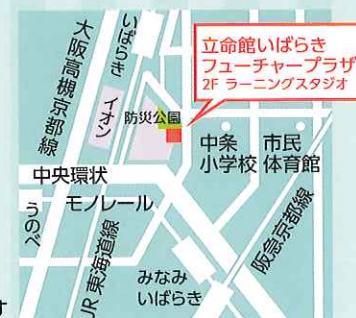 立命館いばらき
フューチャープラザ
2F ラーニングスタジオ
大阪高槻京都線
いばらき
イオン
防災公園
中条
小学校
市民
体育館
中央環状
モノレール
うのべ
JR東海道線
阪急京都線
みなみ
いばらき
す